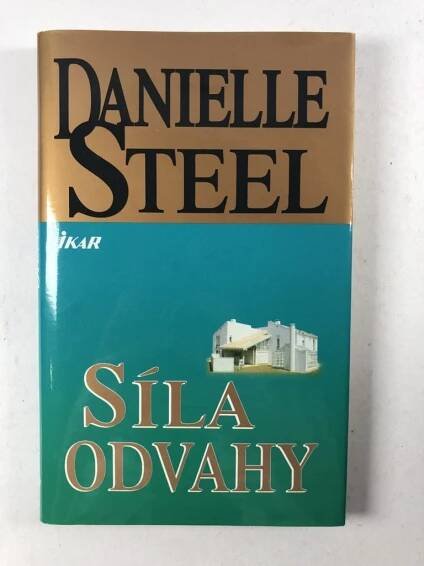 DANIELLE
STEEL
IKAR
SÍLA
ODVAHY